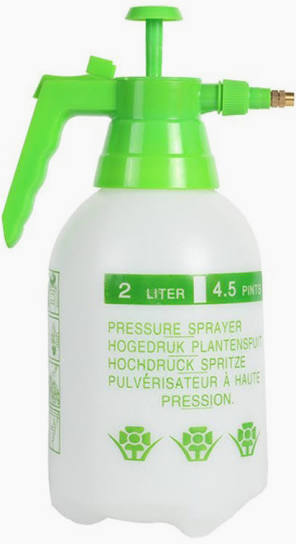 2 LITER 4.5 PINTS
PRESSURE SPRAYER
HOGEDRUK PLANTENSPUIT
HOCHDRUCK SPRITZE
PULVÉRISATEUR À HAUTE
PRESSION.